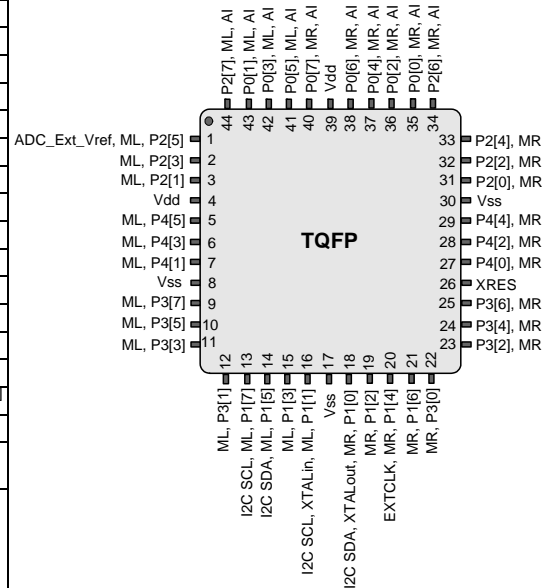 P2[7], ML, AI
P0[1], ML, AI
P0[3], ML, AI
P0[5], ML, AI
P0[7], MR, AI
Vdd
P0[6], MR, AI
P0[4], MR, AI
P0[2], MR, AI
P0[0], MR, AI
P2[6], MR, AI
44
43
42
41
40
39
38
37
36
35
34
ADC_Ext_Vref, ML, P2[5] 1
ML, P2[3] 2
ML, P2[1] 3
Vdd 4
ML, P4[5] 5
ML, P4[3] 6
ML, P4[1] 7
Vss 8
ML, P3[7] 9
ML, P3[5] 10
ML, P3[3] 11
TQFP
33 P2[4], MR
32 P2[2], MR
31 P2[0], MR
30 Vss
29 P4[4], MR
28 P4[2], MR
27 P4[0], MR
26 XRES
25 P3[6], MR
24 P3[4], MR
23 P3[2], MR
12
13
14
15
16
17
18
19
20
21
22
ML, P3[1]
I2C SCL, ML, P1[7]
I2C SDA, ML, P1[5]
ML, P1[3]
I2C SCL, XTALin, ML, P1[1]
Vss
I2C SDA, XTALout, MR, P1[0]
MR, P1[2]
EXTCLK, MR, P1[4]
MR, P1[6]
MR, P3[0]